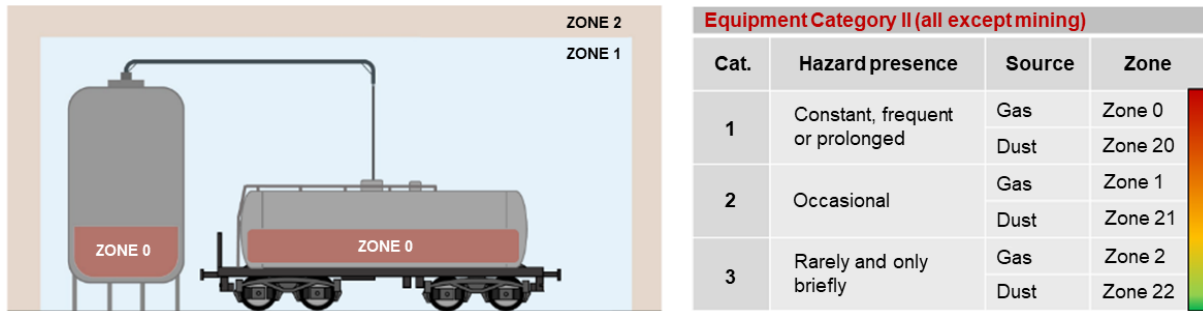 ZONE 2
ZONE 1
ZONE 0
ZONE 0
Equipment Category II (all except mining)
Cat. Hazard presence Source Zone
1 Constant, frequent or prolonged Gas Zone 0
Dust Zone 20
2 Occasional Gas Zone 1
Dust Zone 21
3 Rarely and only briefly Gas Zone 2
Dust Zone 22